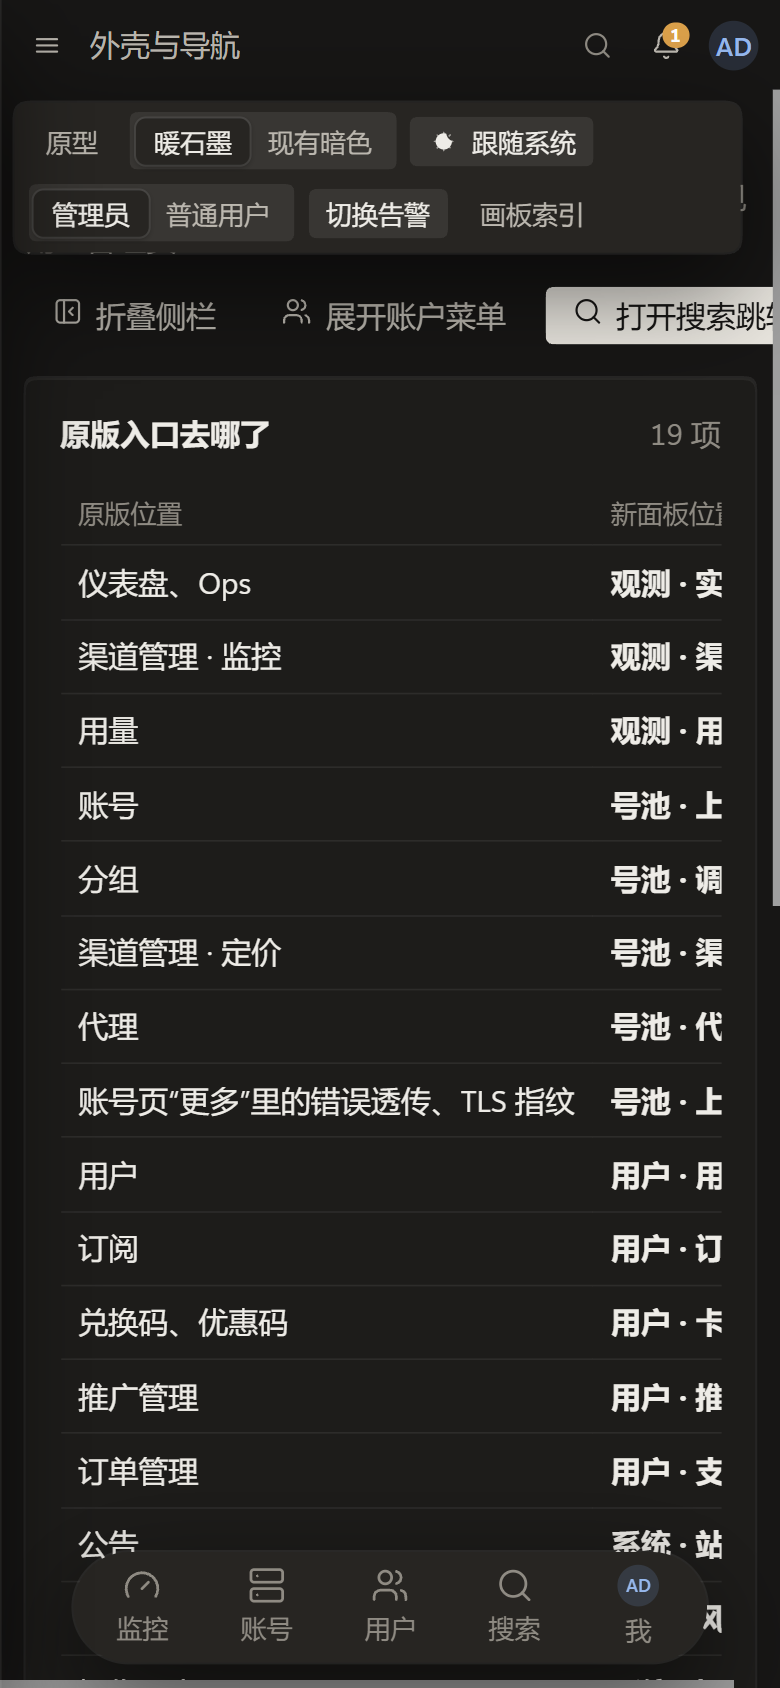 外壳与导航
1
AD
原型 暖石墨 现有暗色 跟随系统
管理员 普通用户 切换告警 画板索引
折叠侧栏 展开账户菜单 打开搜索跳
原版入口去哪了 19 项
原版位置 新面板位
仪表盘、Ops 观测 · 实
渠道管理 · 监控 观测 · 渠
用量 观测 · 用
账号 号池 · 上
分组 号池 · 调
渠道管理 · 定价 号池 · 渠
代理 号池 · 代
账号页“更多”里的错误透传、TLS 指纹 号池 · 上
用户 用户 · 用
订阅 用户 · 订
兑换码、优惠码 用户 · 卡
推广管理 用户 · 推
订单管理 用户 · 支
公告 系统 · 站
监控 账号 用户 搜索 AD 我